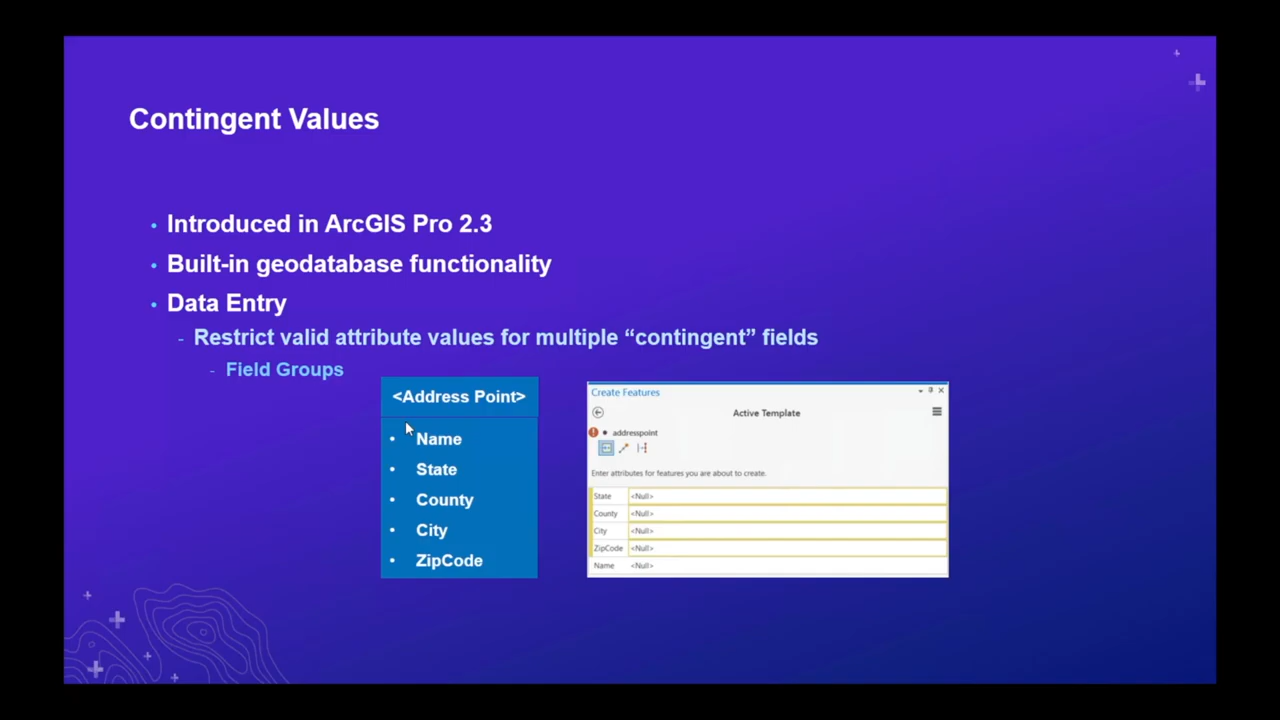 Contingent Values
• Introduced in ArcGIS Pro 2.3
• Built-in geodatabase functionality
• Data Entry
- Restrict valid attribute values for multiple “contingent” fields
- Field Groups
<Address Point>
• Name
• State
• County
• City
• ZipCode
Create Features
Active Template
addresspoint
Enter attributes for features you are about to create.
State <Null>
County <Null>
City <Null>
ZipCode <Null>
Name <Null>